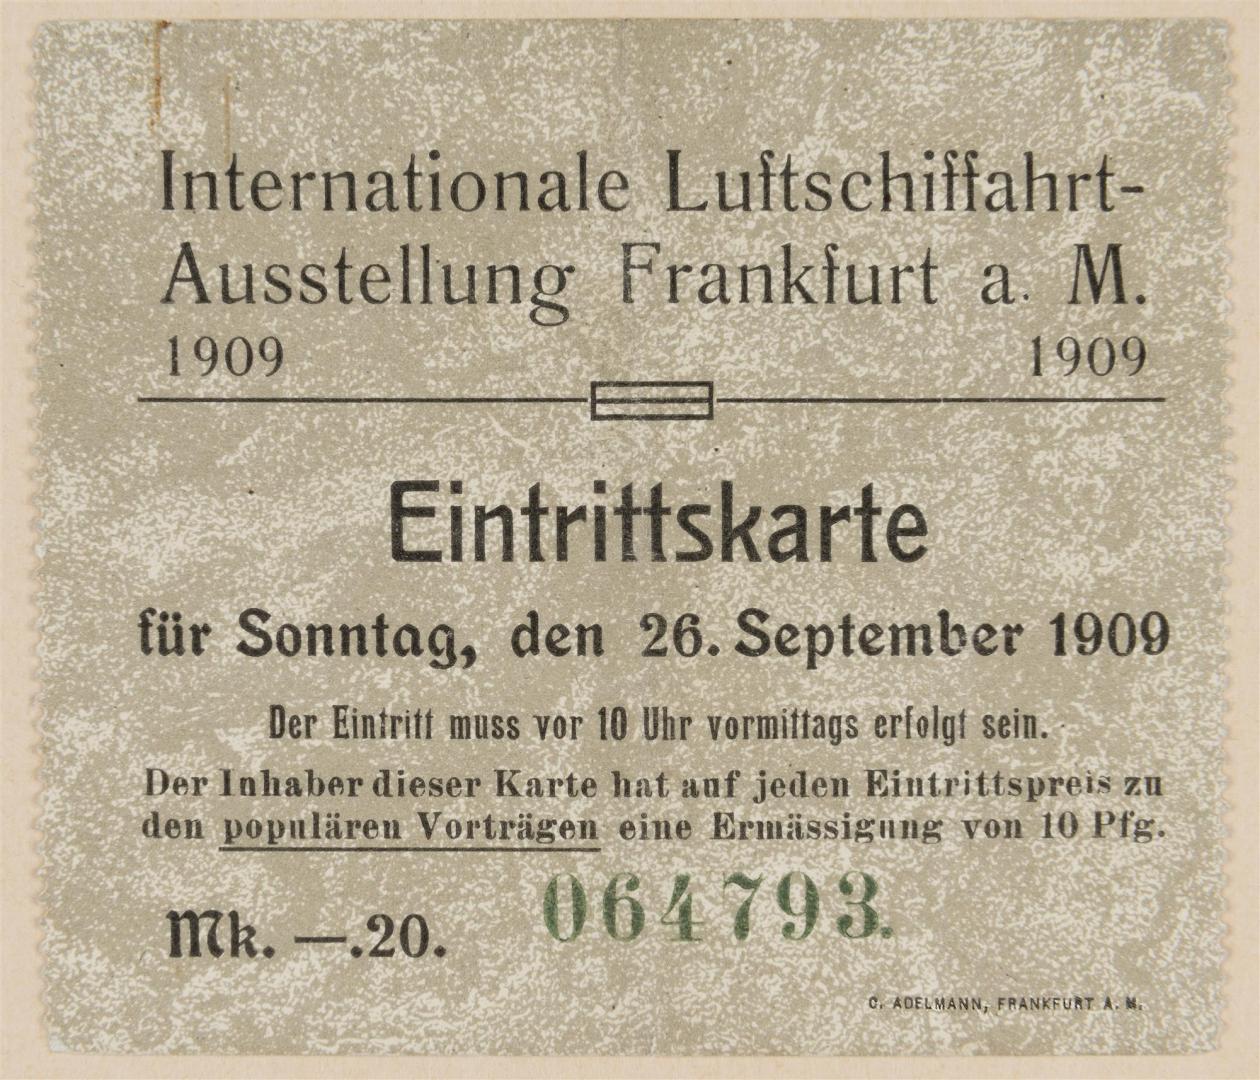 Internationale Luftschiffahrt-
Ausstellung Frankfurt a. M.
1909 1909
Eintrittskarte
für Sonntag, den 26. September 1909
Der Eintritt muss vor 10 Uhr vormittags erfolgt sein.
Der Inhaber dieser Karte hat auf jeden Eintrittspreis zu
den populären Vorträgen eine Ermässigung von 10 Pfg.
Mk. —.20. 064793.
C. ADELMANN, FRANKFURT A. M.